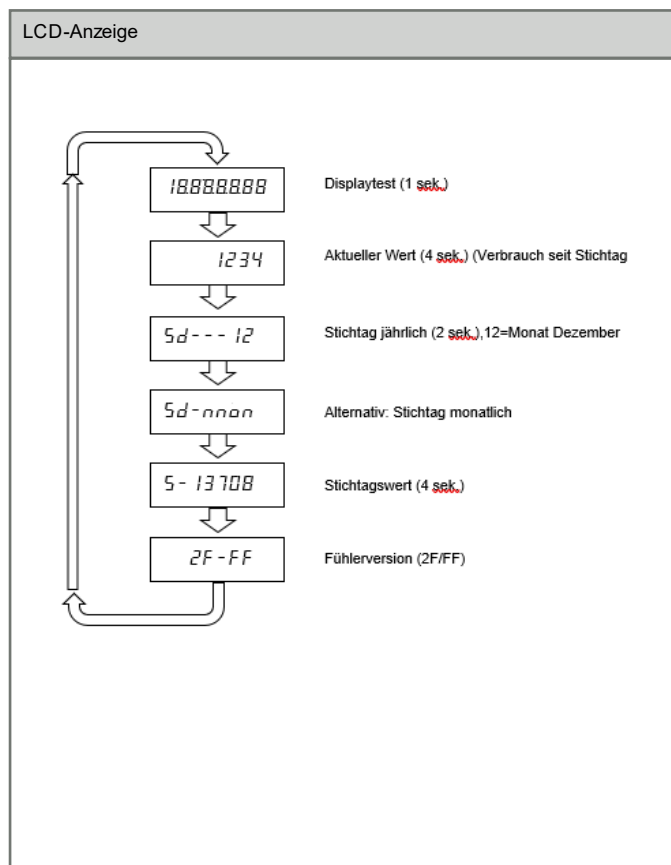 LCD-Anzeige
18.8.8.8.8.8.8 Displaytest (1 sek.)
1234 Aktueller Wert (4 sek.) (Verbrauch seit Stichtag
Sd---12 Stichtag jährlich (2 sek.),12=Monat Dezember
Sd-nnon Alternativ: Stichtag monatlich
S-13708 Stichtagswert (4 sek.)
2F-FF Fühlerversion (2F/FF)